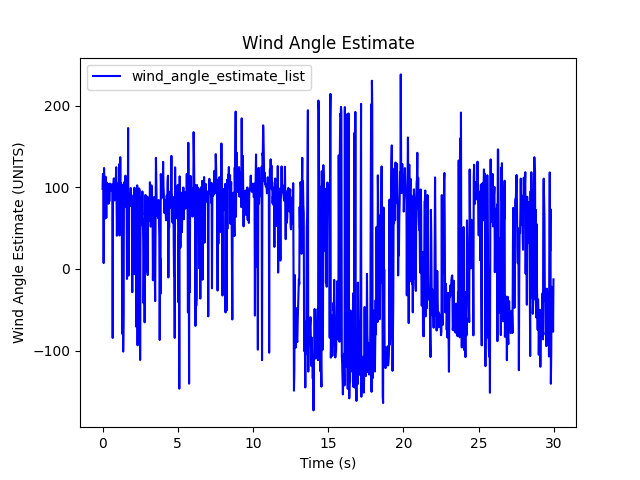 Wind Angle Estimate
wind_angle_estimate_list
Wind Angle Estimate (UNITS)
200
100
0
−100
0 5 10 15 20 25 30
Time (s)